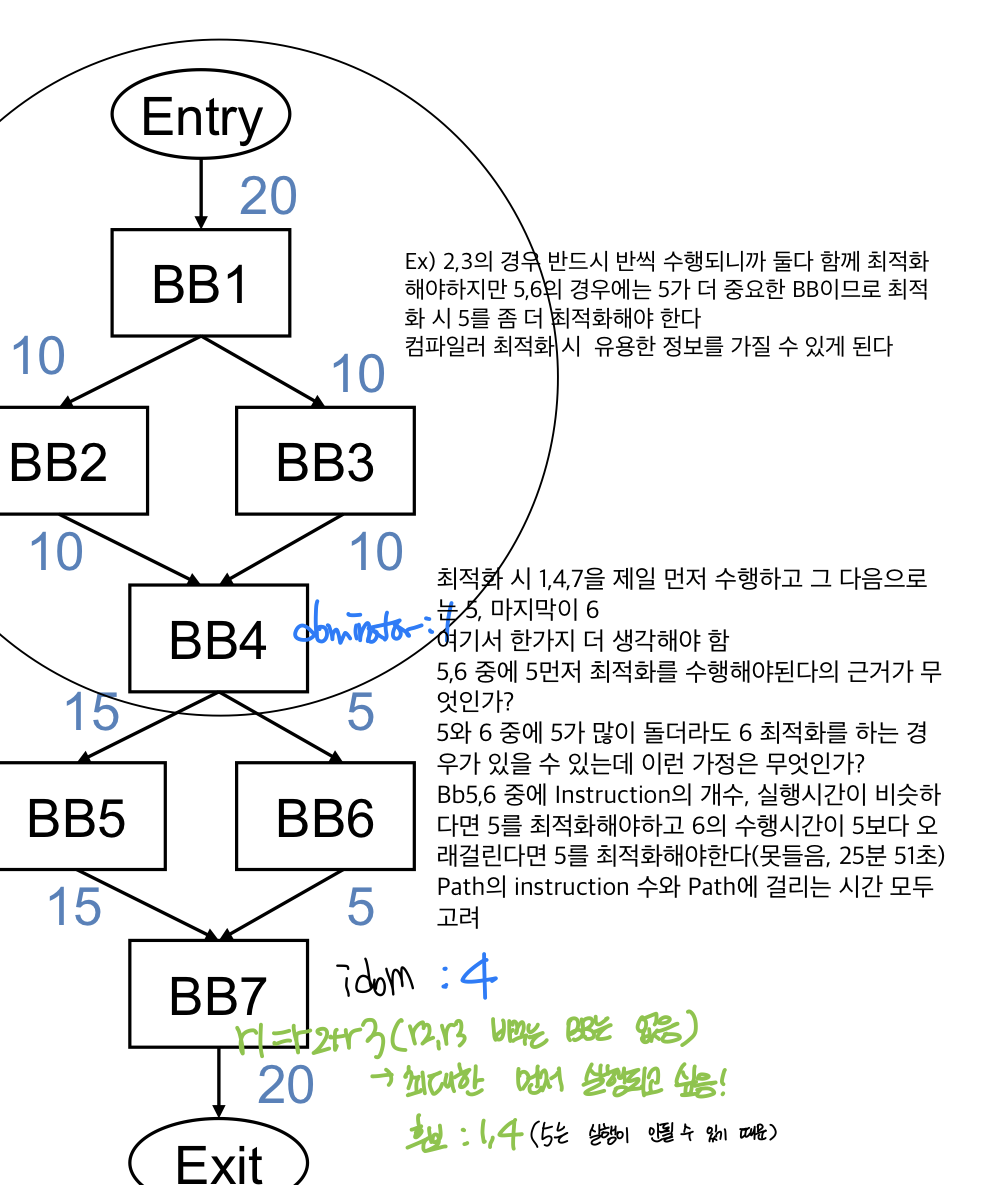 Entry
20
BB1
Ex) 2,3의 경우 반드시 반씩 수행되니까 둘다 함께 최적화
해야하지만 5,6의 경우에는 5가 더 중요한 BB이므로 최적
화 시 5를 좀 더 최적화해야 한다
컴파일러 최적화 시  유용한 정보를 가질 수 있게 된다
10
10
BB2
BB3
10
10
BB4
dominator : 1
최적화 시 1,4,7을 제일 먼저 수행하고 그 다음으로
는 5, 마지막이 6
여기서 한가지 더 생각해야 함
5,6 중에 5먼저 최적화를 수행해야된다의 근거가 무
엇인가?
5와 6 중에 5가 많이 돌더라도 6 최적화를 하는 경
우가 있을 수 있는데 이런 가정은 무엇인가?
Bb5,6 중에 Instruction의 개수, 실행시간이 비슷하
다면 5를 최적화해야하고 6의 수행시간이 5보다 오
래걸린다면 5를 최적화해야한다(못들음, 25분 51초)
Path의 instruction 수와 Path에 걸리는 시간 모두
고려
15
5
BB5
BB6
15
5
BB7
idom : 4
r1=r2+r3 (r2,r3 바꾸는 BB는 없음)
→ 최대한 먼저 실행되고 싶음!
20
후보 : 1,4 (5는 실행이 안될 수 있기 때문)
Exit